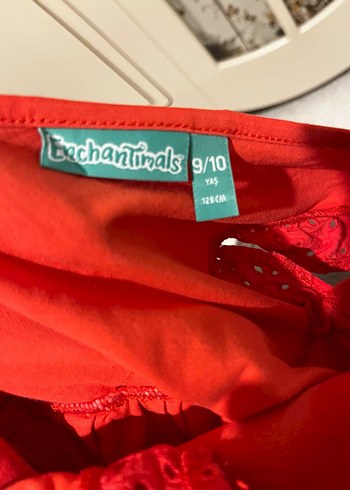 EnchanTimals
9/10
YAŞ
128 CM